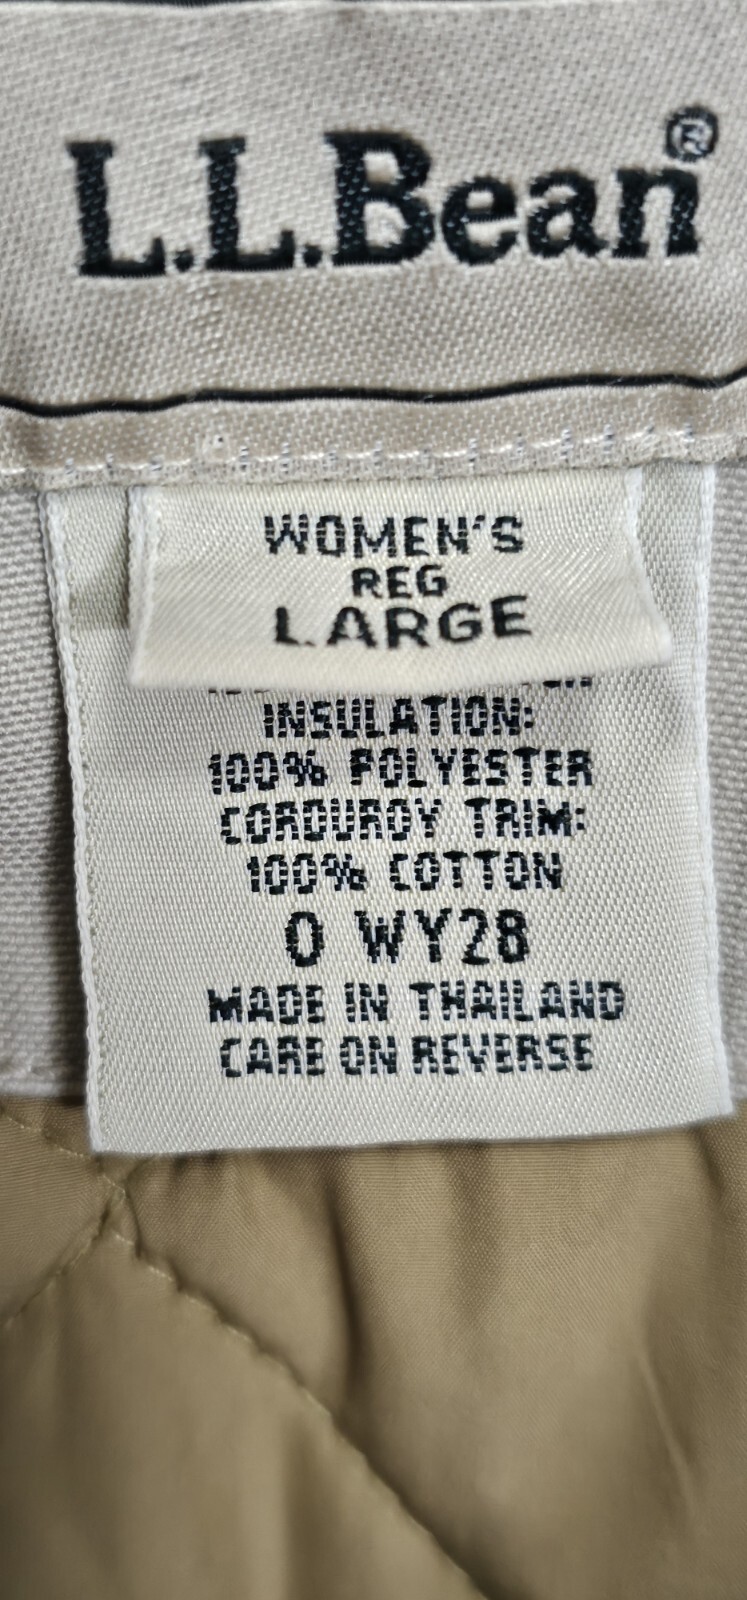 L.L.Bean®
WOMEN'S
REG
LARGE
INSULATION:
100% POLYESTER
CORDUROY TRIM:
100% COTTON
0 WY28
MADE IN THAILAND
CARE ON REVERSE